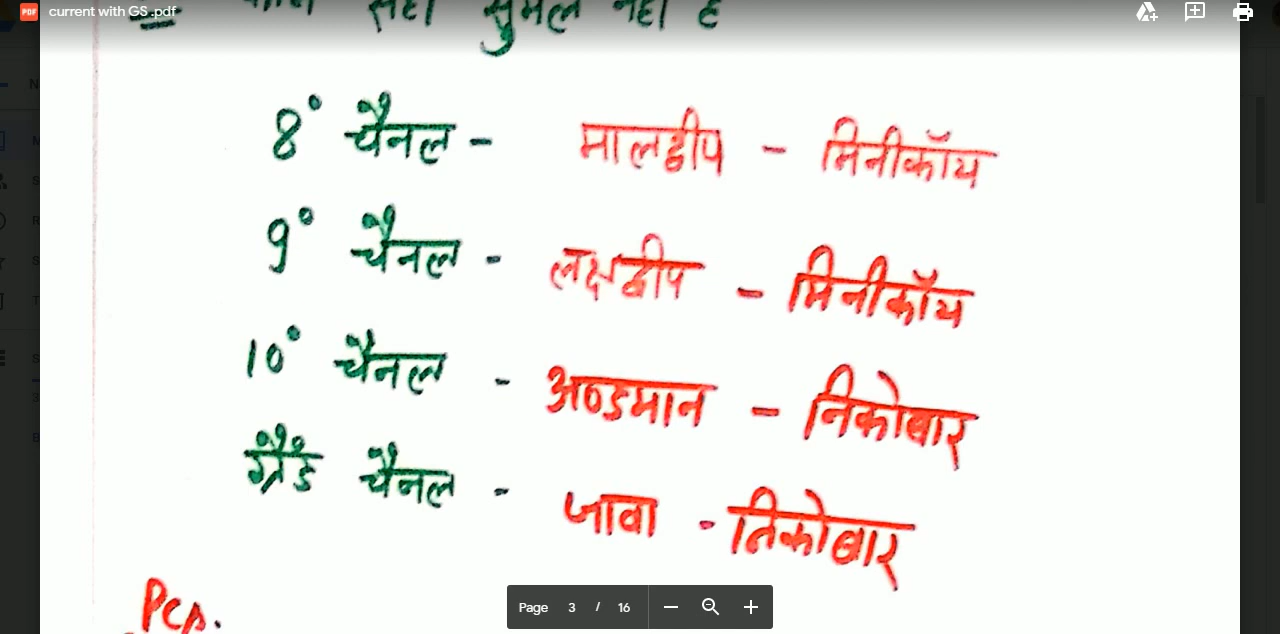 PDF current with GS .pdf
8° चैनल - मालद्वीप - मिनीकॉय
9° चैनल - लक्षद्वीप - मिनीकॉय
10° चैनल - अण्डमान - निकोबार
ग्रैंड चैनल - जावा - निकोबार
Page 3 / 16